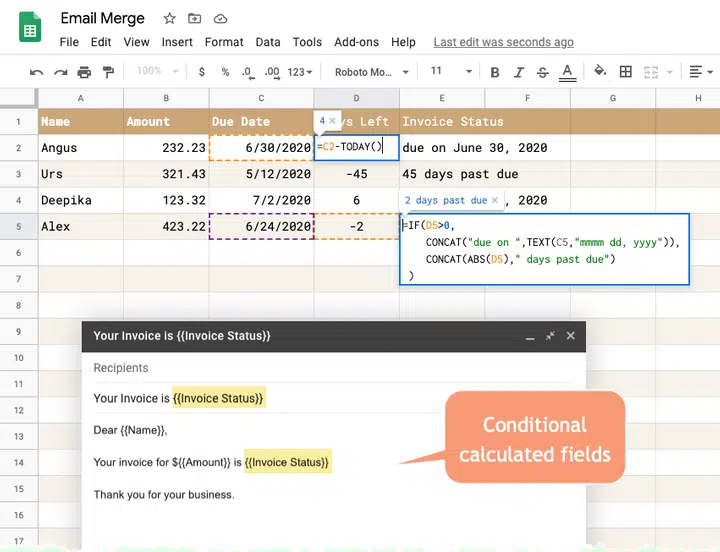 Email Merge
File Edit View Insert Format Data Tools Add-ons Help Last edit was seconds ago
100% $ % .0 .00 123 Roboto Mo... 11 B I S A
A B C D E F G H
1 Name Amount Due Date 4 × s Left Invoice Status
2 Angus 232.23 6/30/2020 =C2-TODAY() due on June 30, 2020
3 Urs 321.43 5/12/2020 -45 45 days past due
4 Deepika 123.32 7/2/2020 6 2 days past due × , 2020
5 Alex 423.22 6/24/2020 -2 =IF(D5>0,
CONCAT("due on ",TEXT(C5,"mmmm dd, yyyy")),
6 CONCAT(ABS(D5)," days past due")
7 )
8
9 Your Invoice is {{Invoice Status}}
10 Recipients
11
12 Your Invoice is {{Invoice Status}}
13 Dear {{Name}},
14 Your invoice for ${{Amount}} is {{Invoice Status}}
15 Thank you for your business.
16
17
Conditional
calculated fields